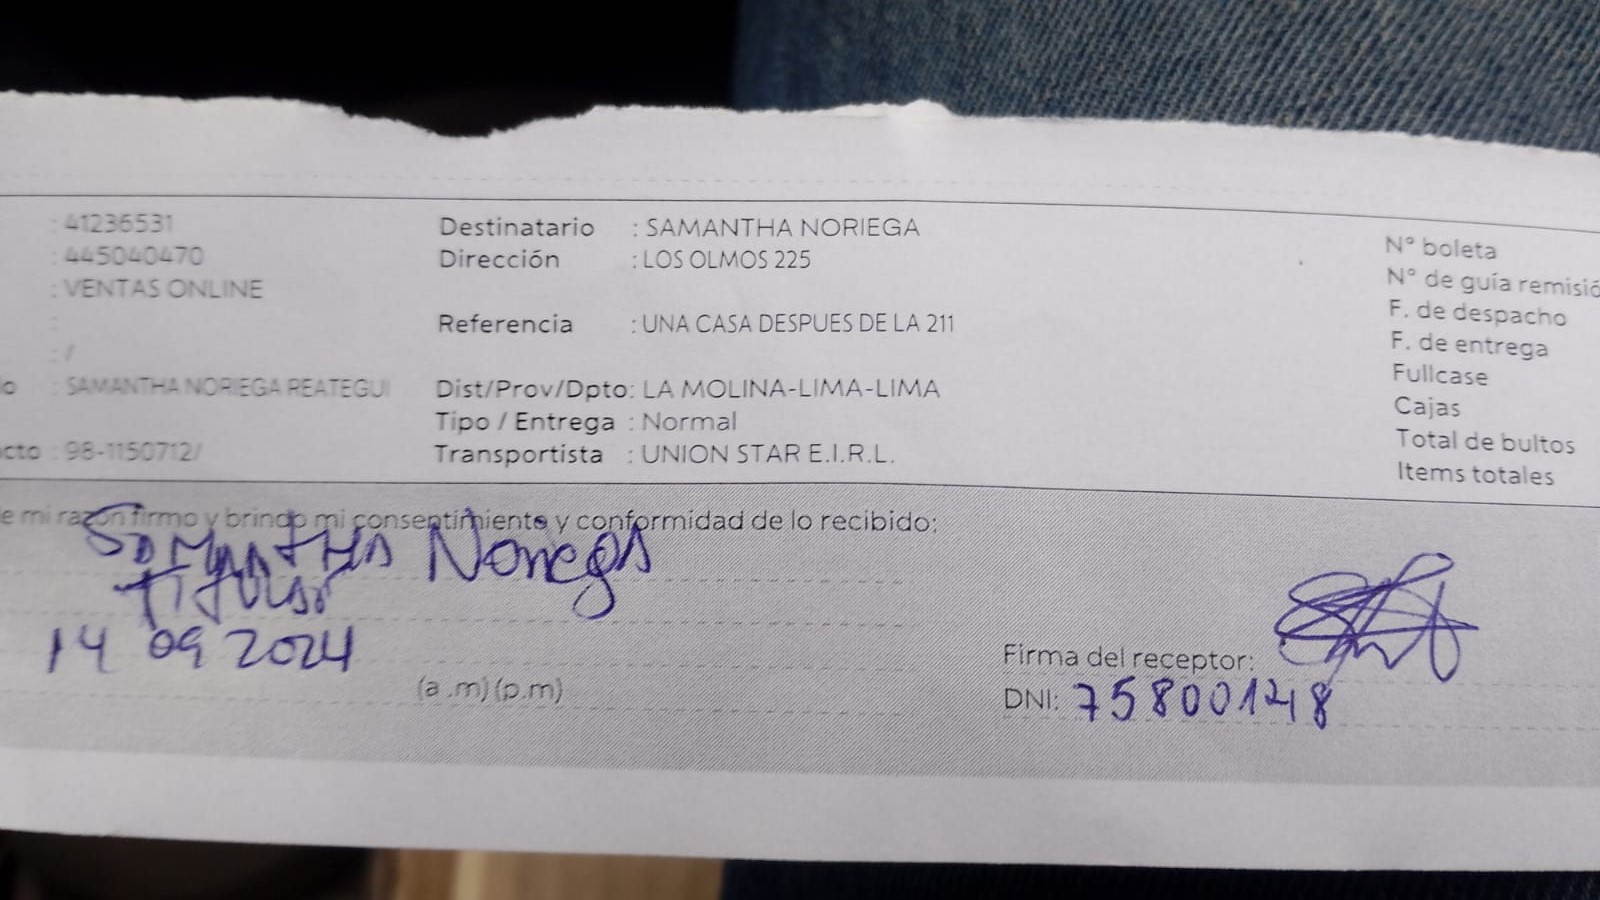 : 41236531
: 445040470
: VENTAS ONLINE
:
: /
o : SAMANTHA NORIEGA REATEGUI
cto : 98-1150712/
Destinatario : SAMANTHA NORIEGA
Dirección : LOS OLMOS 225
Referencia : UNA CASA DESPUES DE LA 211
Dist/Prov/Dpto: LA MOLINA-LIMA-LIMA
Tipo / Entrega : Normal
Transportista : UNION STAR E.I.R.L.
N° boleta
N° de guía remisió
F. de despacho
F. de entrega
Fullcase
Cajas
Total de bultos
Items totales
e mi razón firmo y brindo mi consentimiento y conformidad de lo recibido:
SAMANTHA Noriega
TITULAR
14 09 2024
(a .m) (p.m)
Firma del receptor:
DNI: 75800148